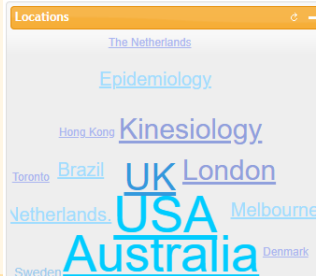 Locations
The Netherlands
Epidemiology
Hong Kong Kinesiology
Toronto Brazil UK London
Netherlands. USA Melbourne
Sweden Australia Denmark